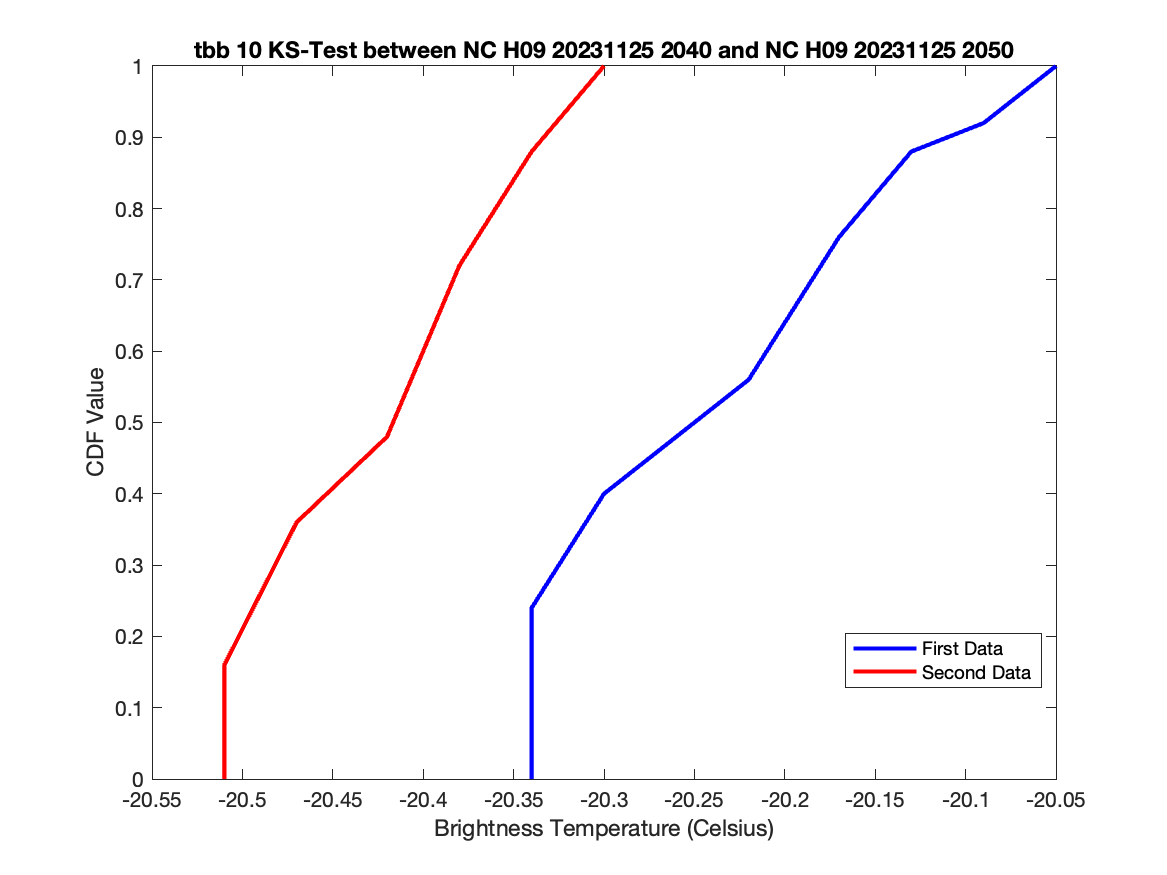 tbb 10 KS-Test between NC H09 20231125 2040 and NC H09 20231125 2050
1
0.9
0.8
0.7
0.6
0.5
0.4
0.3
0.2
0.1
0
CDF Value
First Data
Second Data
-20.55 -20.5 -20.45 -20.4 -20.35 -20.3 -20.25 -20.2 -20.15 -20.1 -20.05
Brightness Temperature (Celsius)